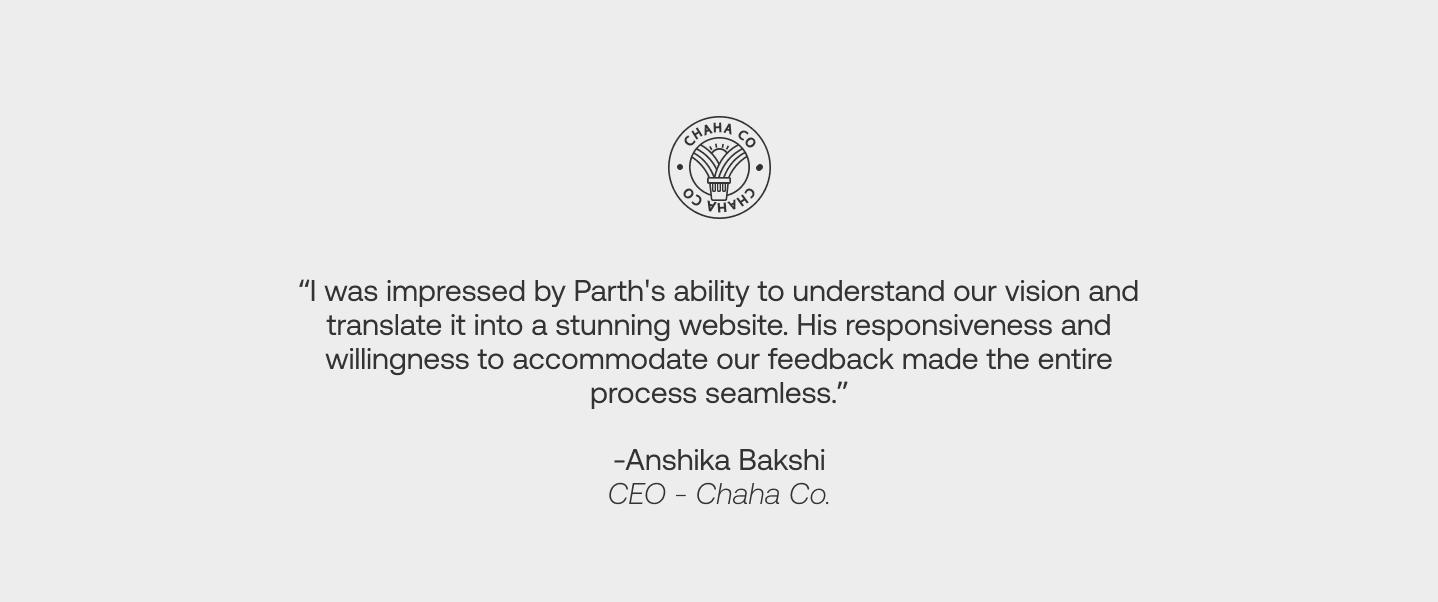 CHAHA CO
CHAHA CO
“I was impressed by Parth's ability to understand our vision and
translate it into a stunning website. His responsiveness and
willingness to accommodate our feedback made the entire
process seamless.”
-Anshika Bakshi
CEO - Chaha Co.